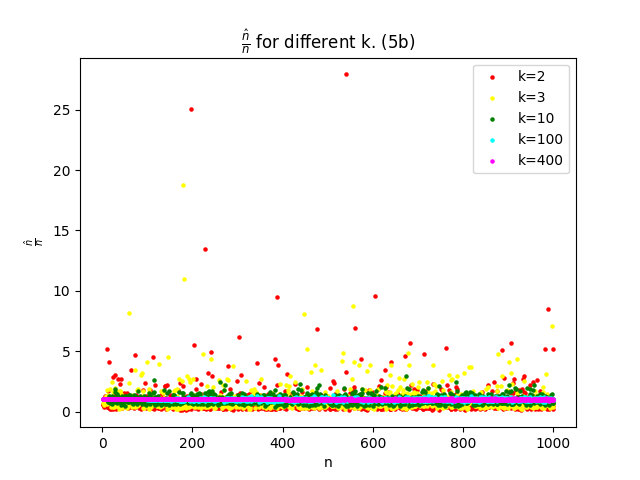 n̂/n for different k. (5b)
k=2
k=3
k=10
k=100
k=400
n̂/n
25
20
15
10
5
0
0 200 400 600 800 1000
n